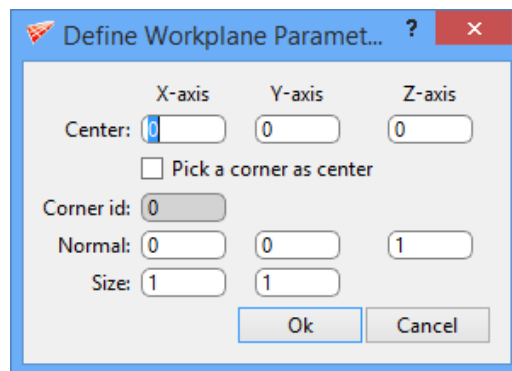 Define Workplane Paramet... ?
X-axis Y-axis Z-axis
Center: 0 0 0
Pick a corner as center
Corner id: 0
Normal: 0 0 1
Size: 1 1
Ok Cancel